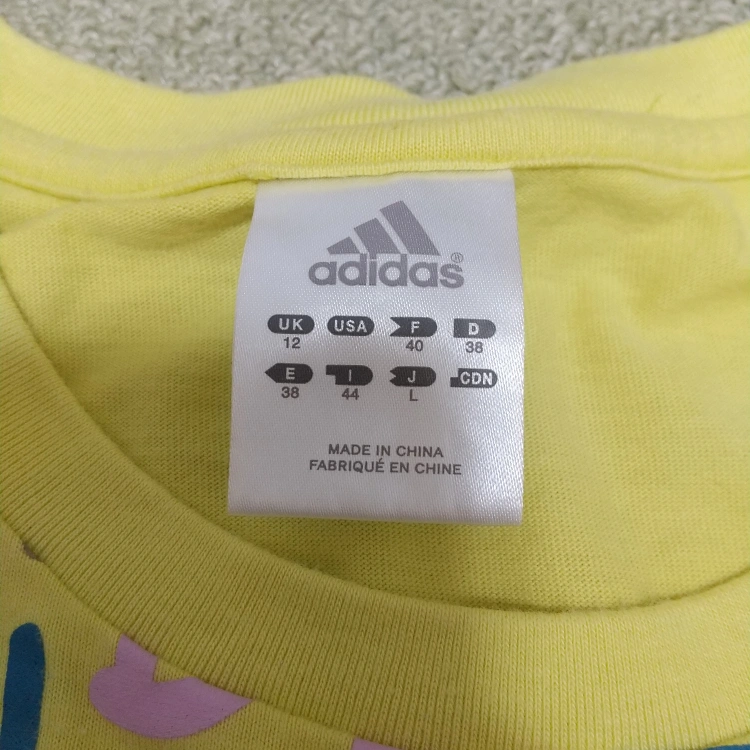 adidas®
UK USA F D
12 40 38
E I J CDN
38 44 L
MADE IN CHINA
FABRIQUÉ EN CHINE